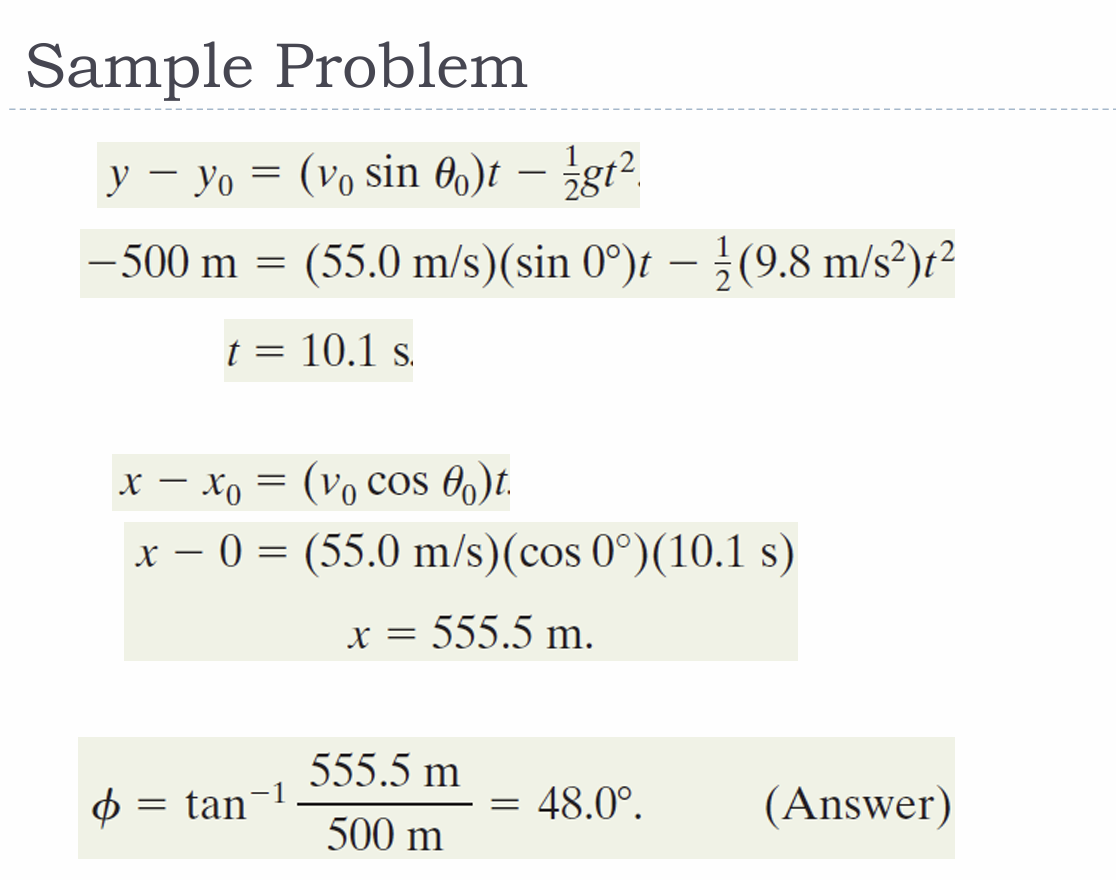 Sample Problem
y − y₀ = (v₀ sin θ₀)t − ½gt².
−500 m = (55.0 m/s)(sin 0°)t − ½(9.8 m/s²)t²
t = 10.1 s.
x − x₀ = (v₀ cos θ₀)t.
x − 0 = (55.0 m/s)(cos 0°)(10.1 s)
x = 555.5 m.
ϕ = tan⁻¹ 555.5 m / 500 m = 48.0°. (Answer)